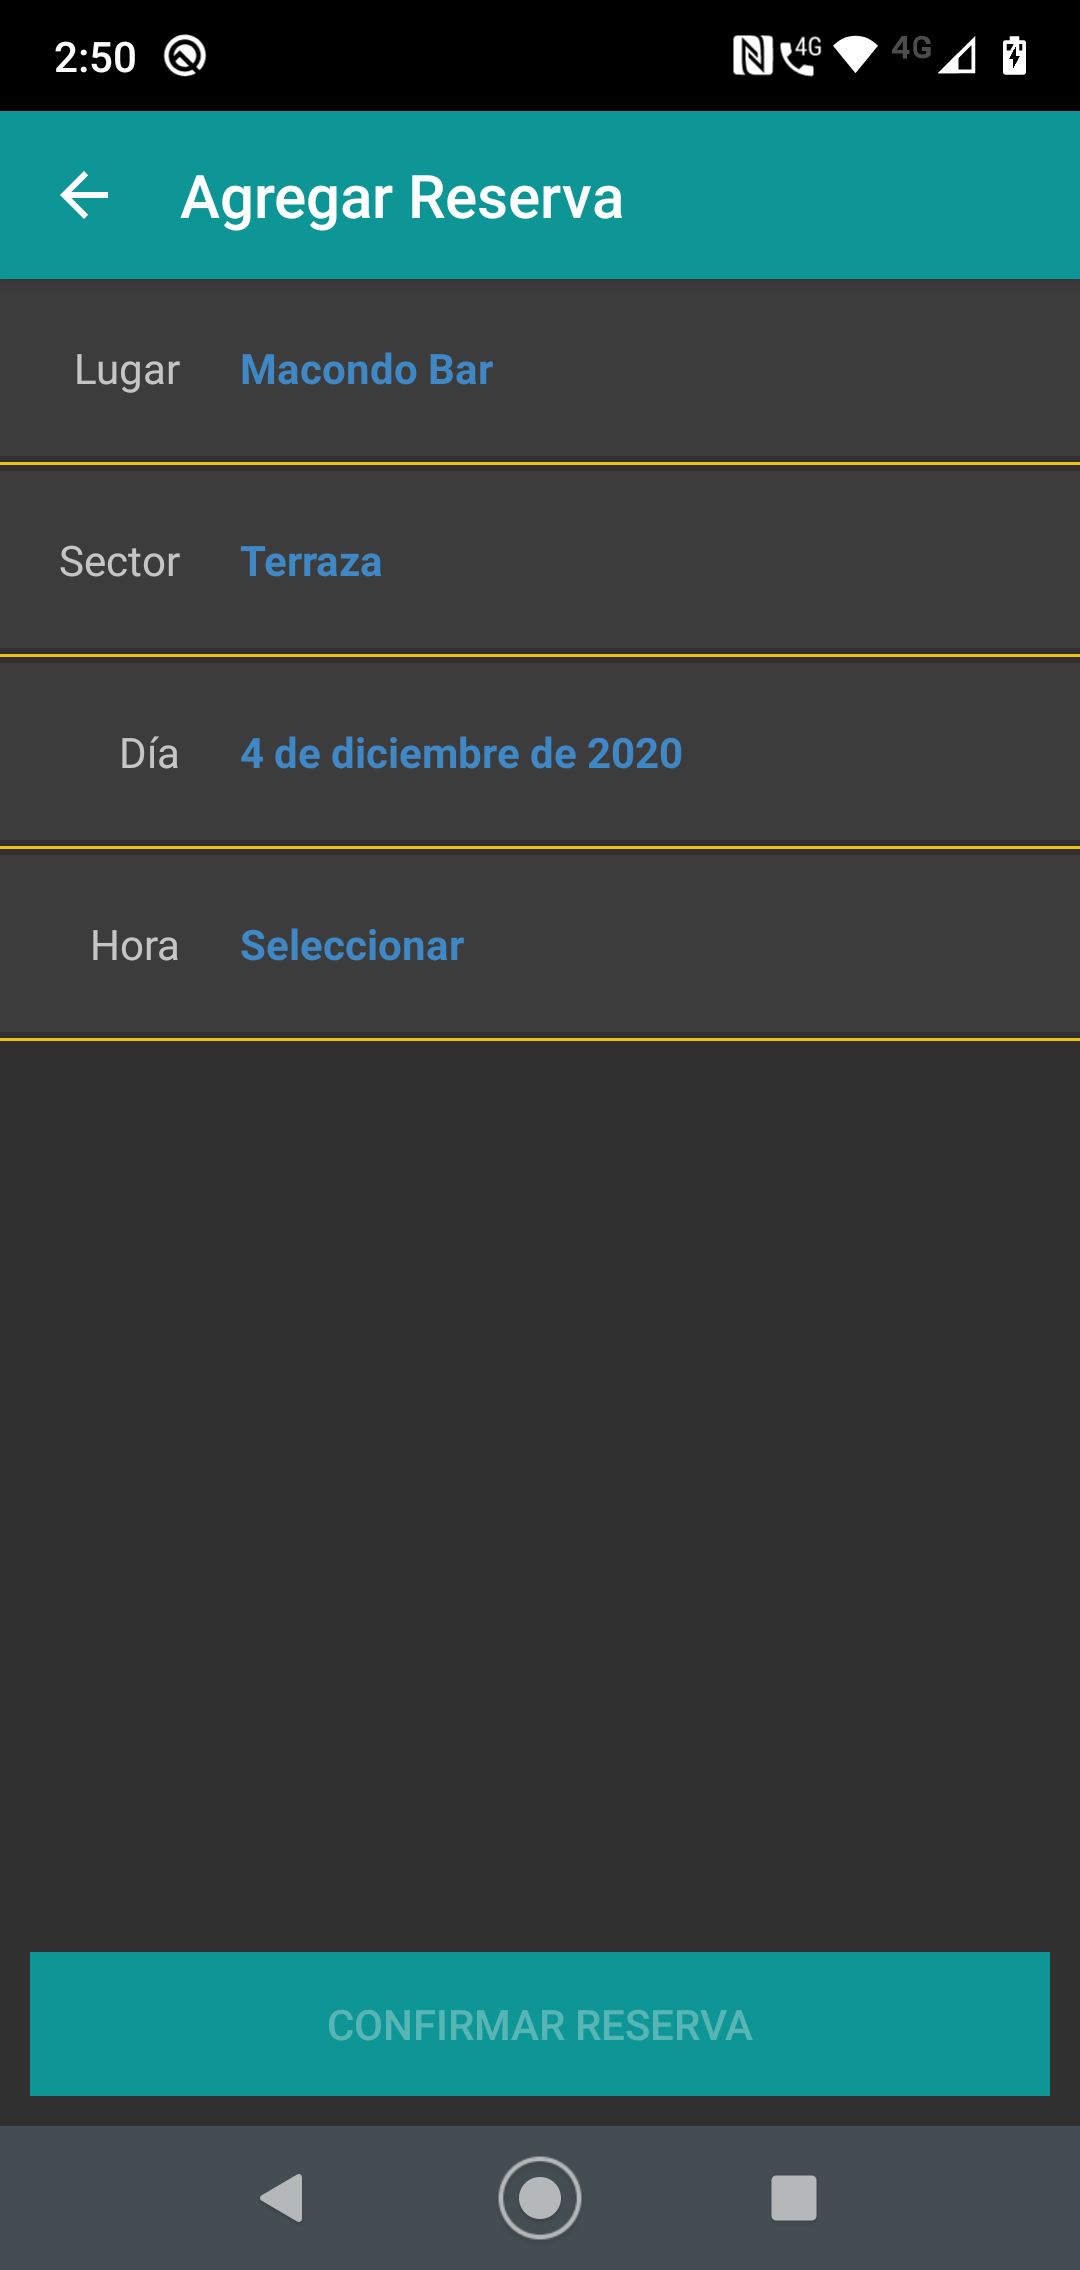 2:50 4G 4G
Agregar Reserva
Lugar Macondo Bar
Sector Terraza
Día 4 de diciembre de 2020
Hora Seleccionar
CONFIRMAR RESERVA